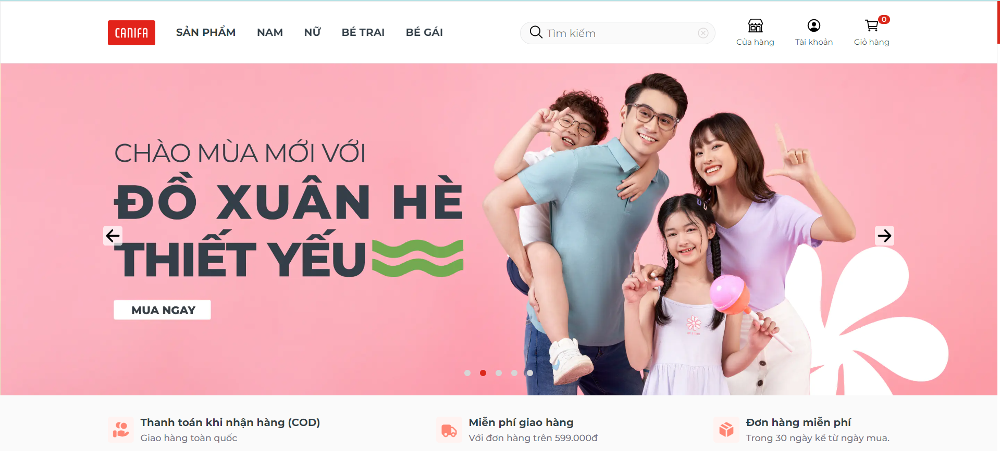 CANIFA
SẢN PHẨM NAM NỮ BÉ TRAI BÉ GÁI
Tìm kiếm
Cửa hàng
Tài khoản
0
Giỏ hàng
CHÀO MÙA MỚI VỚI
ĐỒ XUÂN HÈ
THIẾT YẾU
MUA NGAY
Thanh toán khi nhận hàng (COD)
Giao hàng toàn quốc
Miễn phí giao hàng
Với đơn hàng trên 599.000đ
Đơn hàng miễn phí
Trong 30 ngày kể từ ngày mua.